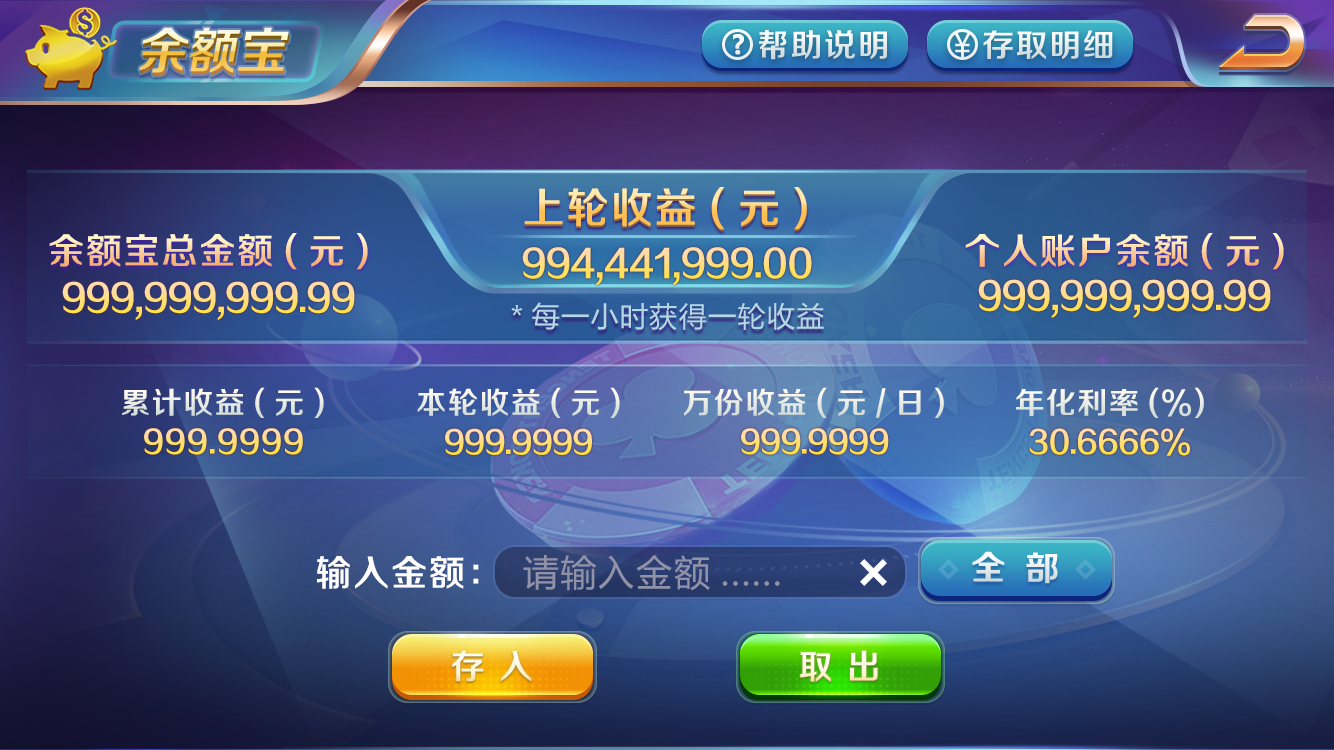 余额宝
?帮助说明
¥存取明细
上轮收益(元)
994,441,999.00
* 每一小时获得一轮收益
余额宝总金额(元)
999,999,999.99
个人账户余额(元)
999,999,999.99
累计收益(元)
999.9999
本轮收益(元)
999.9999
万份收益(元/日)
999.9999
年化利率(%)
30.6666%
输入金额:
请输入金额 ......
全 部
存 入
取 出